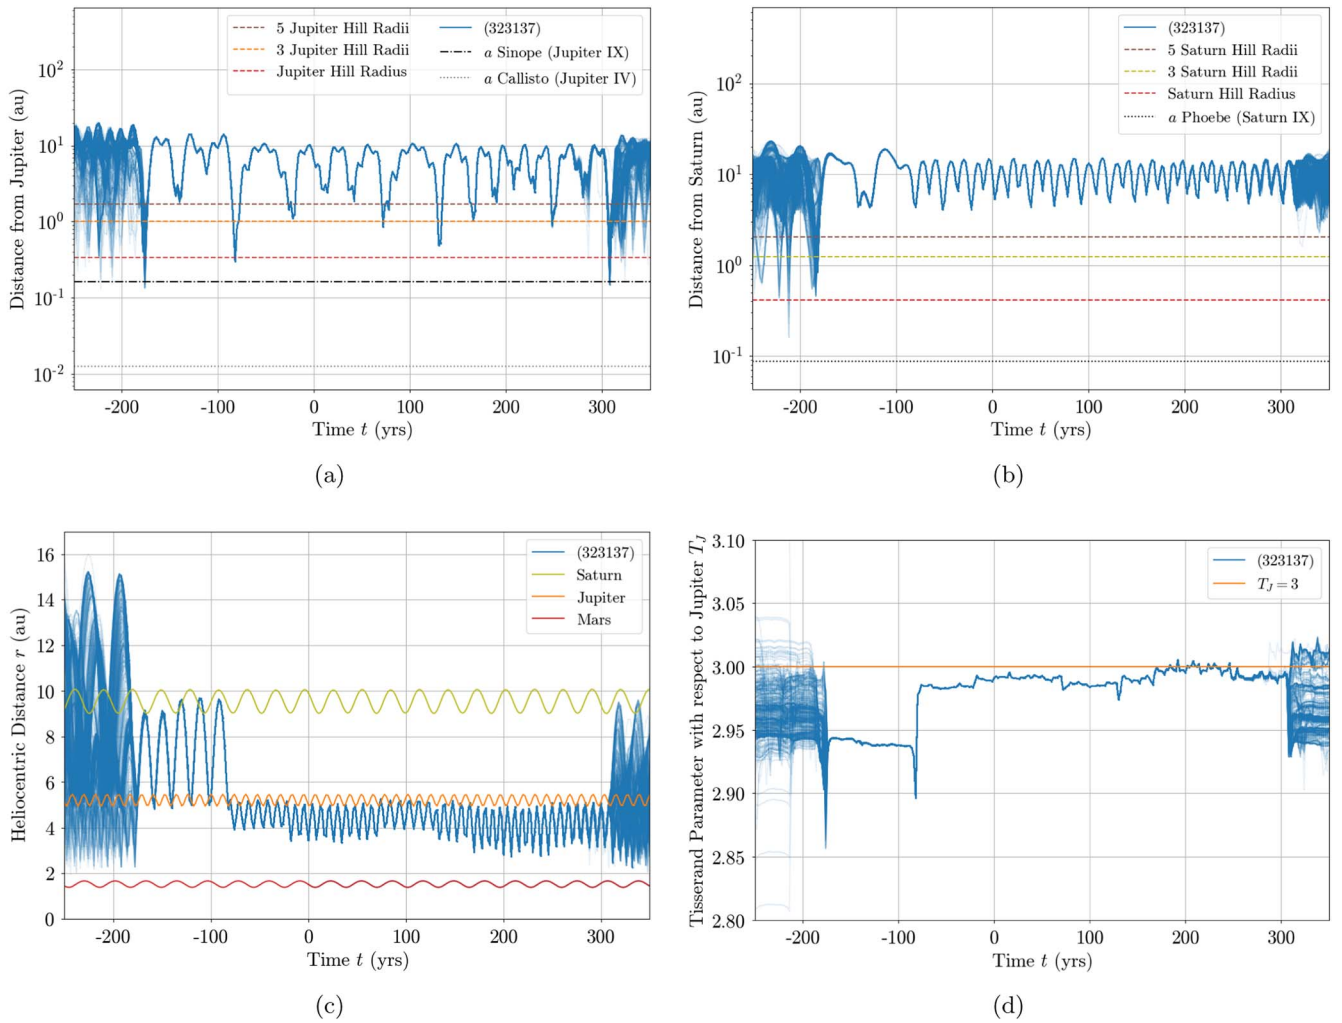 5 Jupiter Hill Radii
3 Jupiter Hill Radii
Jupiter Hill Radius
(323137)
a Sinope (Jupiter IX)
a Callisto (Jupiter IV)
Distance from Jupiter (au)
10²
10¹
10⁰
10⁻¹
10⁻²
-200 -100 0 100 200 300
Time t (yrs)
(a)
(323137)
5 Saturn Hill Radii
3 Saturn Hill Radii
Saturn Hill Radius
a Phoebe (Saturn IX)
Distance from Saturn (au)
10²
10¹
10⁰
10⁻¹
-200 -100 0 100 200 300
Time t (yrs)
(b)
(323137)
Saturn
Jupiter
Mars
Heliocentric Distance r (au)
16
14
12
10
8
6
4
2
0
-200 -100 0 100 200 300
Time t (yrs)
(c)
(323137)
T_J = 3
Tisserand Parameter with respect to Jupiter T_J
3.10
3.05
3.00
2.95
2.90
2.85
2.80
-200 -100 0 100 200 300
Time t (yrs)
(d)